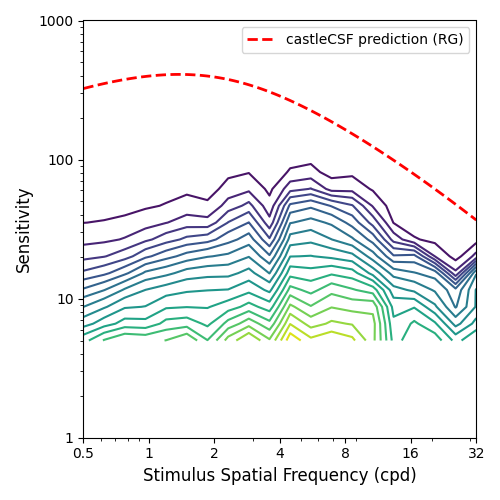 1000
castleCSF prediction (RG)
100
Sensitivity
10
1
0.5 1 2 4 8 16 32
Stimulus Spatial Frequency (cpd)